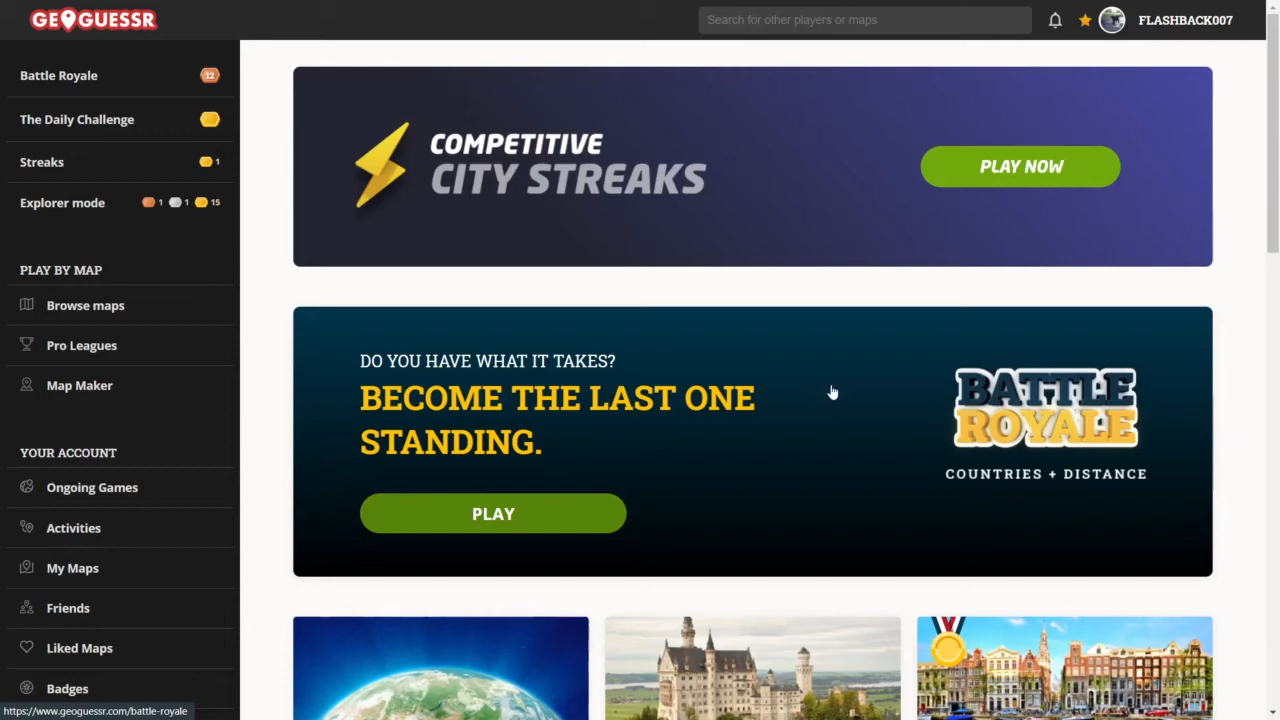 GEOGUESSR
Search for other players or maps
FLASHBACK007
Battle Royale 12
The Daily Challenge
Streaks 1
Explorer mode 1 1 15
PLAY BY MAP
Browse maps
Pro Leagues
Map Maker
YOUR ACCOUNT
Ongoing Games
Activities
My Maps
Friends
Liked Maps
Badges
https://www.geoguessr.com/battle-royale
COMPETITIVE
CITY STREAKS
PLAY NOW
DO YOU HAVE WHAT IT TAKES?
BECOME THE LAST ONE
STANDING.
PLAY
BATTLE
ROYALE
COUNTRIES + DISTANCE